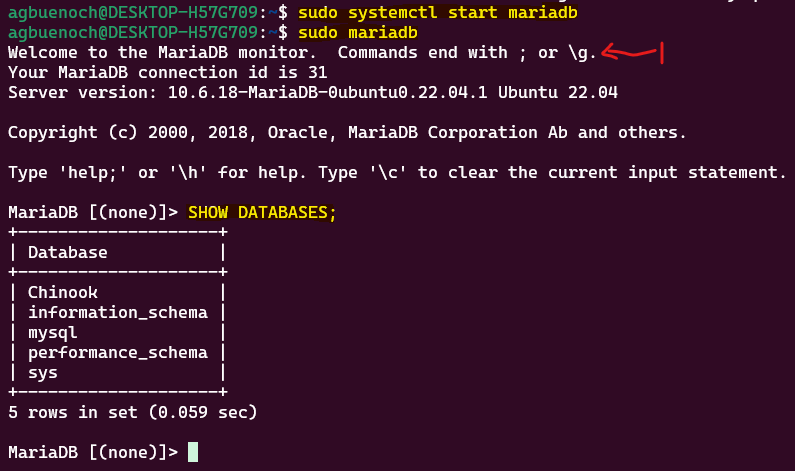 agbuenoch@DESKTOP-H57G709:~$ sudo systemctl start mariadb
agbuenoch@DESKTOP-H57G709:~$ sudo mariadb
Welcome to the MariaDB monitor.  Commands end with ; or \g.
Your MariaDB connection id is 31
Server version: 10.6.18-MariaDB-0ubuntu0.22.04.1 Ubuntu 22.04
Copyright (c) 2000, 2018, Oracle, MariaDB Corporation Ab and others.
Type 'help;' or '\h' for help. Type '\c' to clear the current input statement.
MariaDB [(none)]> SHOW DATABASES;
+--------------------+
| Database           |
+--------------------+
| Chinook            |
| information_schema |
| mysql              |
| performance_schema |
| sys                |
+--------------------+
5 rows in set (0.059 sec)
MariaDB [(none)]>